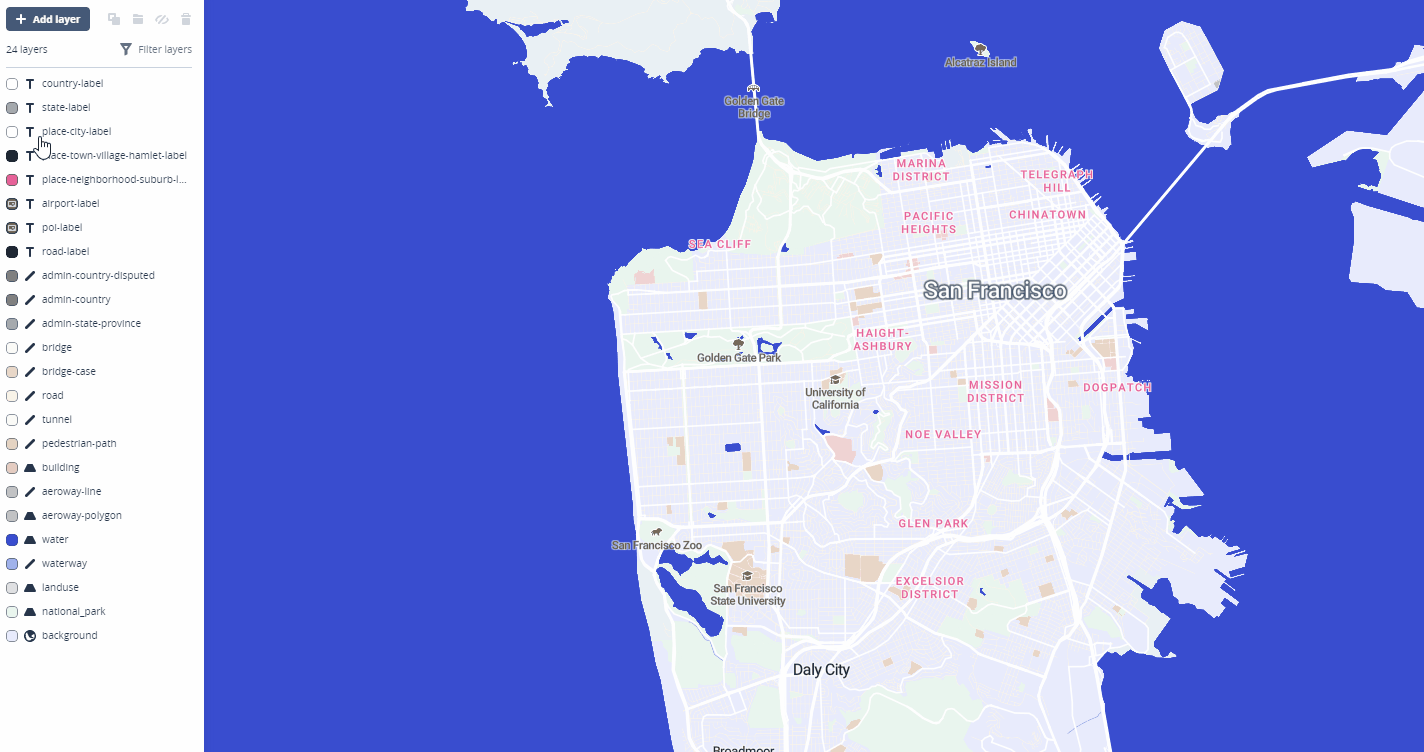 + Add layer
24 layers
Filter layers
country-label
state-label
place-city-label
ace-town-village-hamlet-label
place-neighborhood-suburb-l...
airport-label
poi-label
road-label
admin-country-disputed
admin-country
admin-state-province
bridge
bridge-case
road
tunnel
pedestrian-path
building
aeroway-line
aeroway-polygon
water
waterway
landuse
national_park
background
Alcatraz Island
Golden Gate
Bridge
MARINA
DISTRICT
TELEGRAPH
HILL
PACIFIC
HEIGHTS
CHINATOWN
SEA CLIFF
San Francisco
HAIGHT-
ASHBURY
Golden Gate Park
University of
California
MISSION
DISTRICT
DOGPATCH
NOE VALLEY
GLEN PARK
San Francisco Zoo
San Francisco
State University
EXCELSIOR
DISTRICT
Daly City
Broadmoor